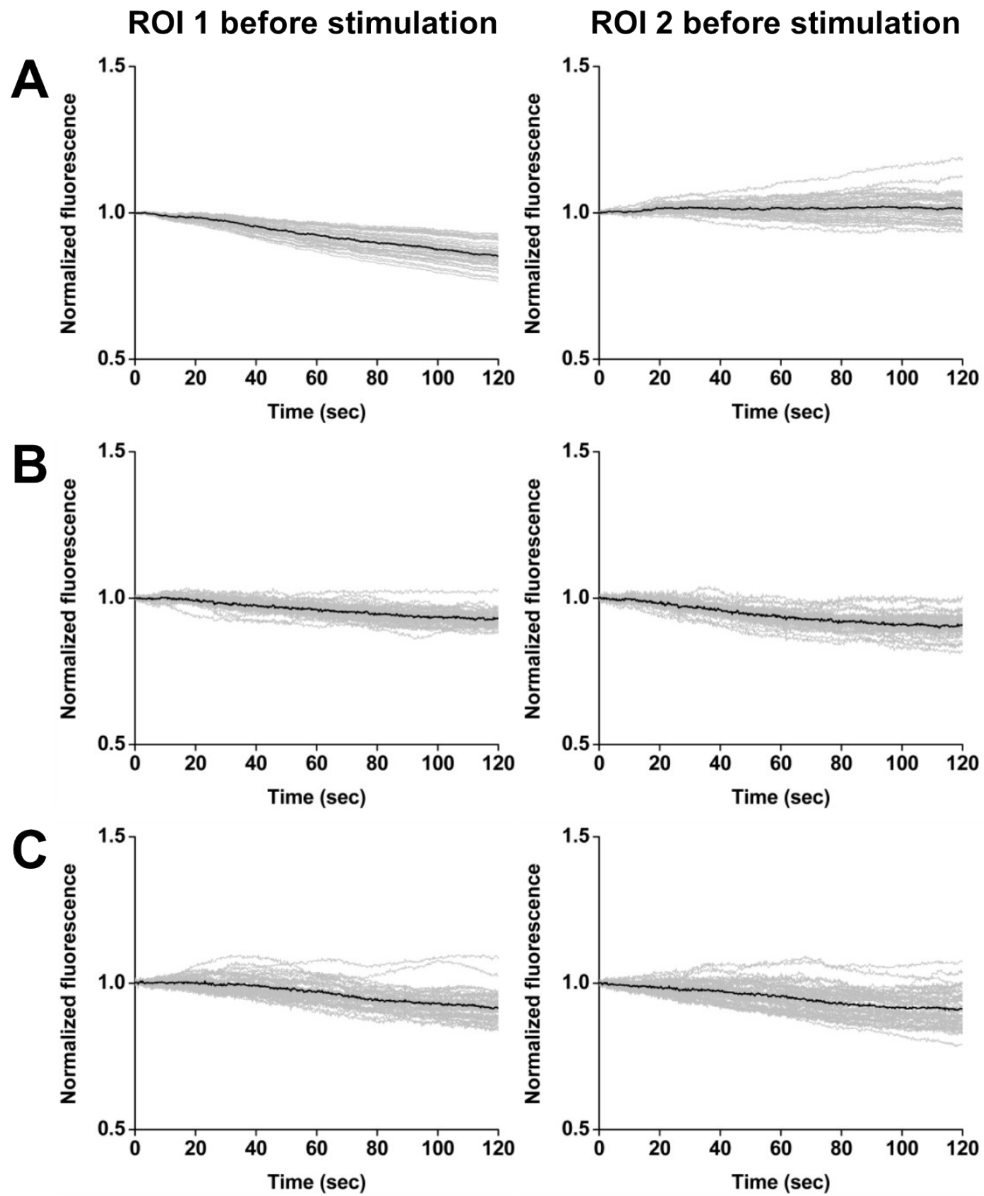 ROI 1 before stimulation
ROI 2 before stimulation
A
Normalized fluorescence
1.5
1.0
0.5
0 20 40 60 80 100 120
Time (sec)
Normalized fluorescence
1.5
1.0
0.5
0 20 40 60 80 100 120
Time (sec)
B
Normalized fluorescence
1.5
1.0
0.5
0 20 40 60 80 100 120
Time (sec)
Normalized fluorescence
1.5
1.0
0.5
0 20 40 60 80 100 120
Time (sec)
C
Normalized fluorescence
1.5
1.0
0.5
0 20 40 60 80 100 120
Time (sec)
Normalized fluorescence
1.5
1.0
0.5
0 20 40 60 80 100 120
Time (sec)